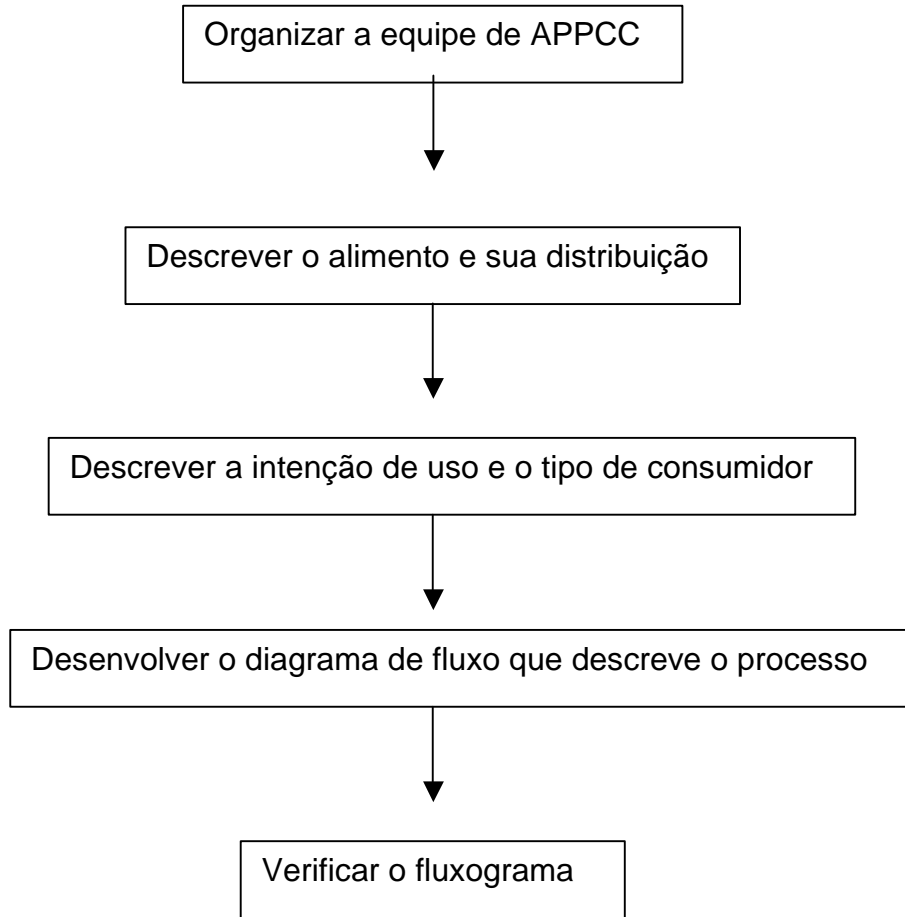 Organizar a equipe de APPCC
Descrever o alimento e sua distribuição
Descrever a intenção de uso e o tipo de consumidor
Desenvolver o diagrama de fluxo que descreve o processo
Verificar o fluxograma